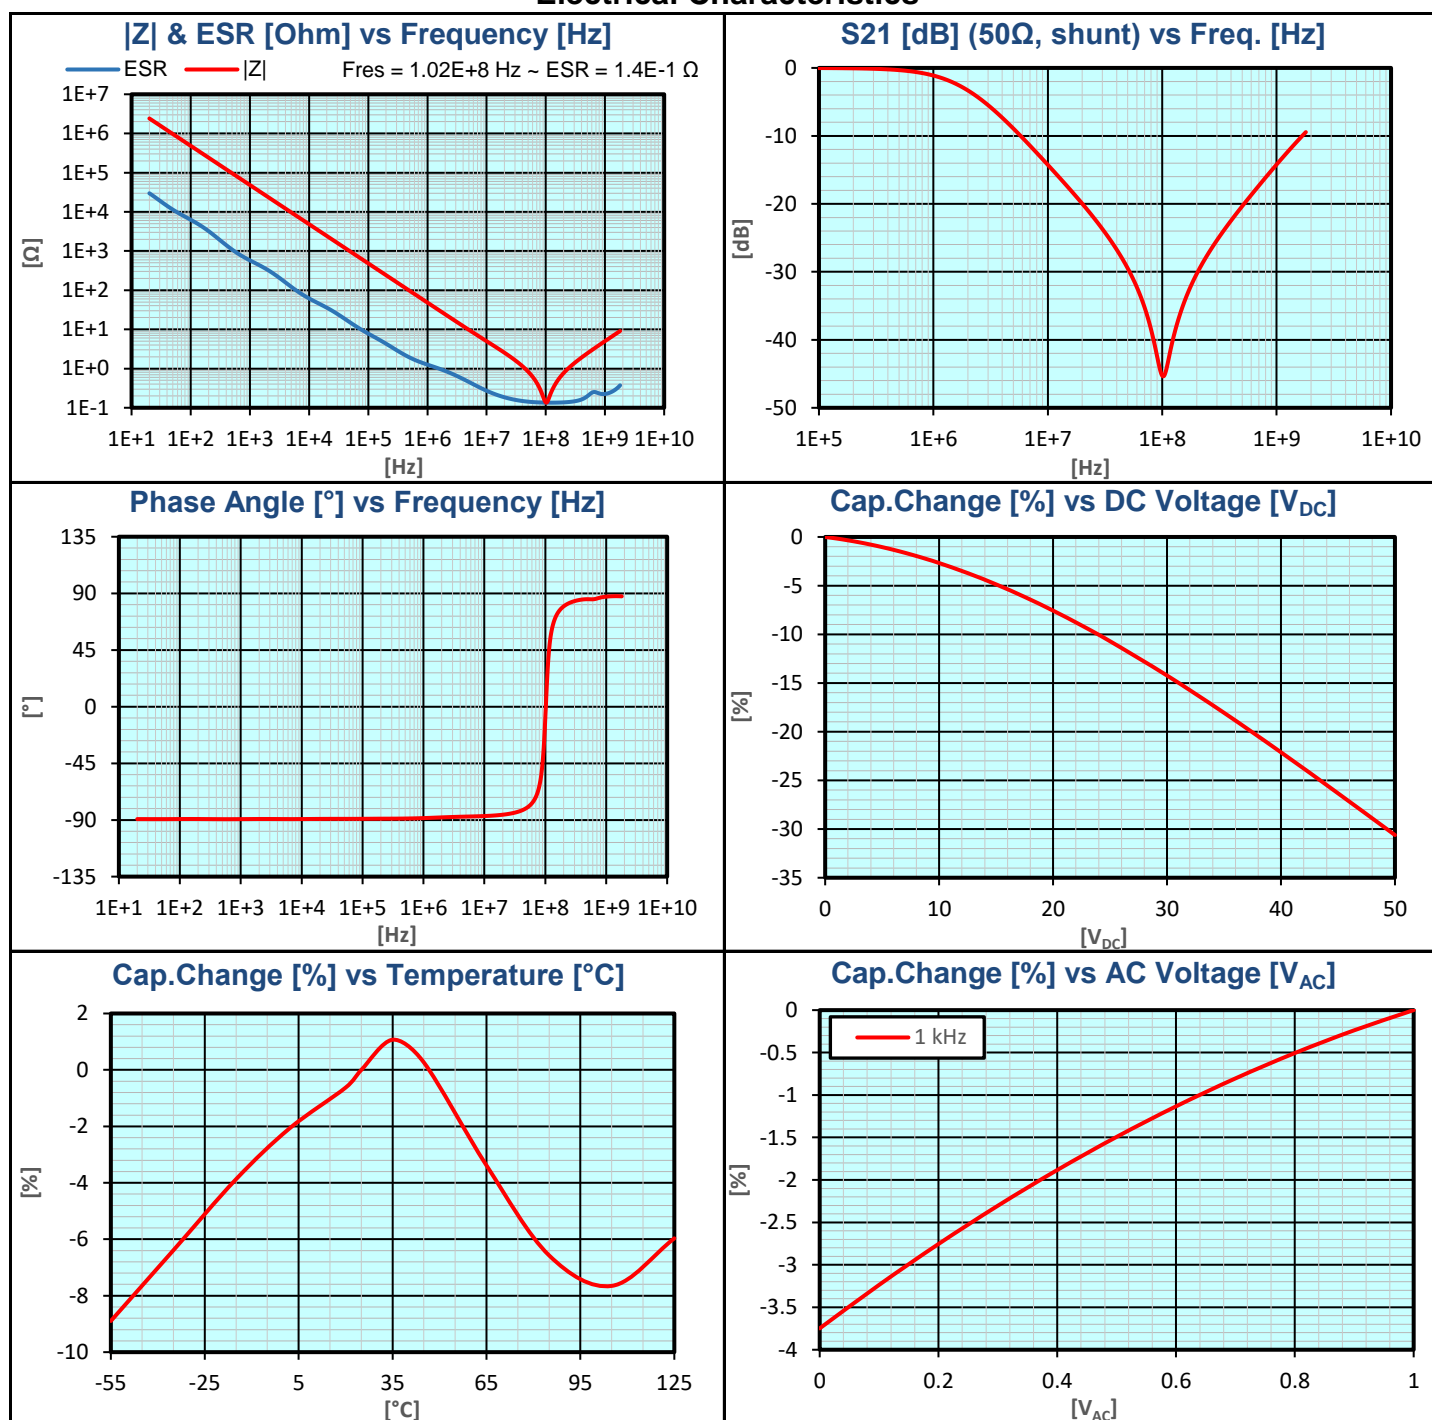 Electrical Characteristics
|Z| & ESR [Ohm] vs Frequency [Hz]
ESR |Z| Fres = 1.02E+8 Hz ~ ESR = 1.4E-1 Ω
1E+7
1E+6
1E+5
1E+4
1E+3
1E+2
1E+1
1E+0
1E-1
[Ω]
1E+1 1E+2 1E+3 1E+4 1E+5 1E+6 1E+7 1E+8 1E+9 1E+10
[Hz]
S21 [dB] (50Ω, shunt) vs Freq. [Hz]
0
-10
-20
-30
-40
-50
[dB]
1E+5 1E+6 1E+7 1E+8 1E+9 1E+10
[Hz]
Phase Angle [°] vs Frequency [Hz]
135
90
45
0
-45
-90
-135
[°]
1E+1 1E+2 1E+3 1E+4 1E+5 1E+6 1E+7 1E+8 1E+9 1E+10
[Hz]
Cap.Change [%] vs DC Voltage [VDC]
0
-5
-10
-15
-20
-25
-30
-35
[%]
0 10 20 30 40 50
[VDC]
Cap.Change [%] vs Temperature [°C]
2
0
-2
-4
-6
-8
-10
[%]
-55 -25 5 35 65 95 125
[°C]
Cap.Change [%] vs AC Voltage [VAC]
1 kHz
0
-0.5
-1
-1.5
-2
-2.5
-3
-3.5
-4
[%]
0 0.2 0.4 0.6 0.8 1
[VAC]